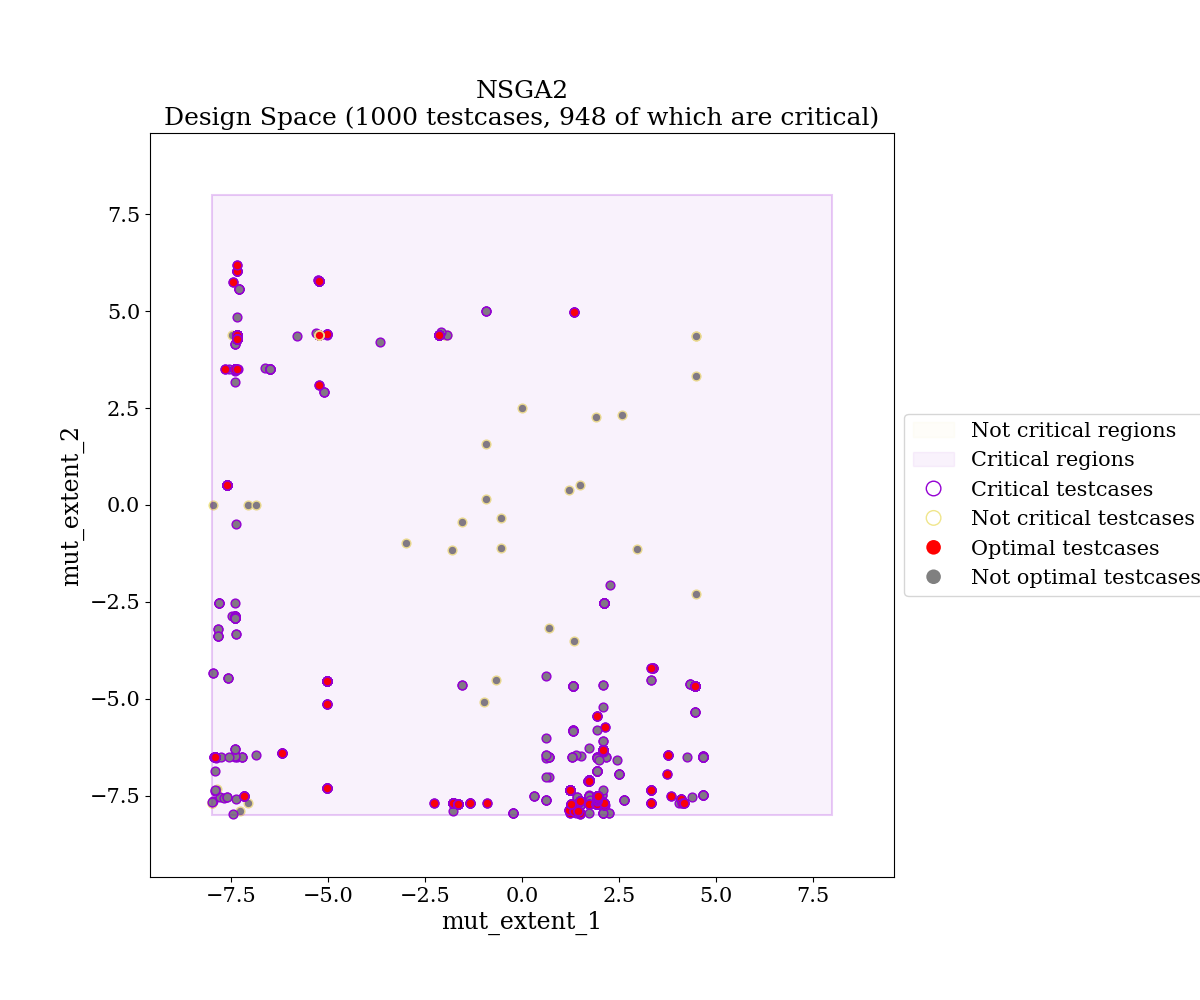 NSGA2
Design Space (1000 testcases, 948 of which are critical)
mut_extent_2
7.5
5.0
2.5
0.0
−2.5
−5.0
−7.5
−7.5
−5.0
−2.5
0.0
2.5
5.0
7.5
mut_extent_1
Not critical regions
Critical regions
Critical testcases
Not critical testcases
Optimal testcases
Not optimal testcases